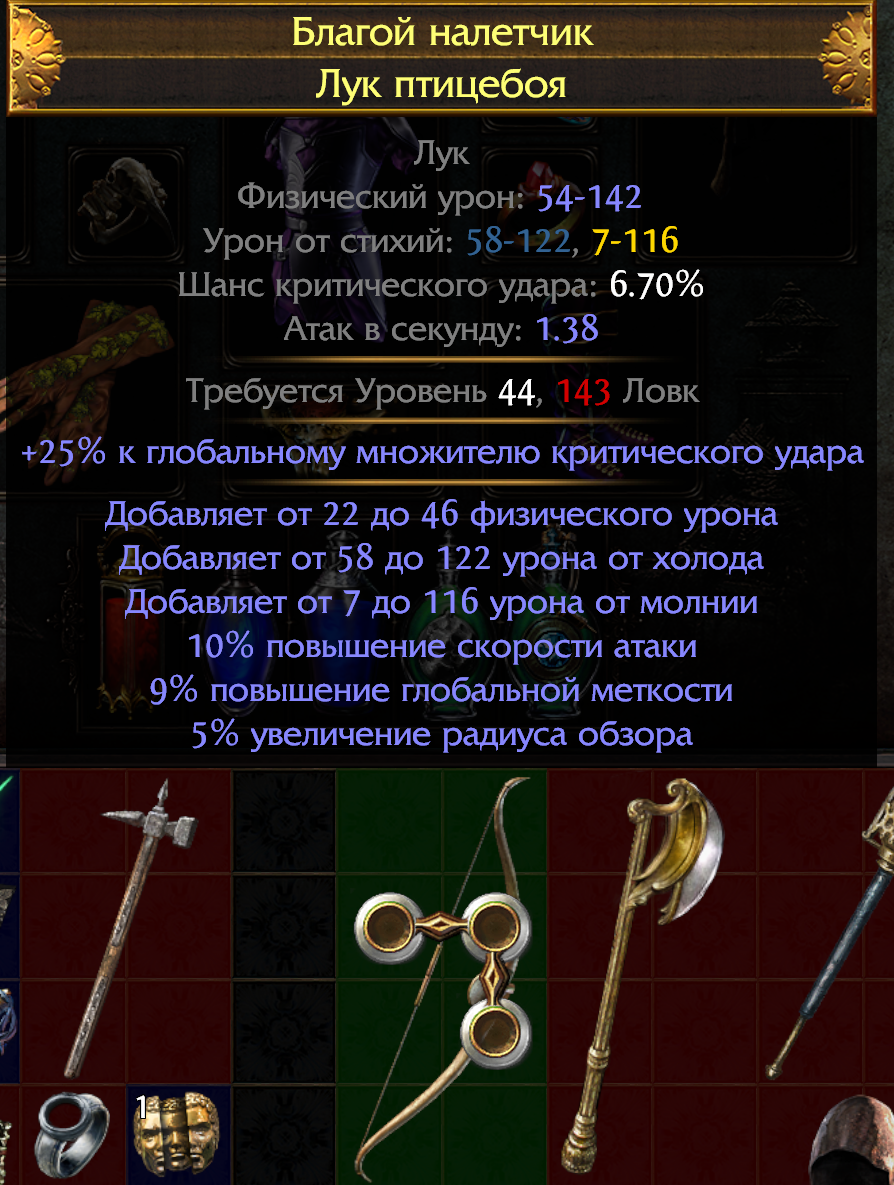 Благой налетчик
Лук птицебоя
Лук
Физический урон: 54-142
Урон от стихий: 58-122, 7-116
Шанс критического удара: 6.70%
Атак в секунду: 1.38
Требуется Уровень 44, 143 Ловк
+25% к глобальному множителю критического удара
Добавляет от 22 до 46 физического урона
Добавляет от 58 до 122 урона от холода
Добавляет от 7 до 116 урона от молнии
10% повышение скорости атаки
9% повышение глобальной меткости
5% увеличение радиуса обзора
1